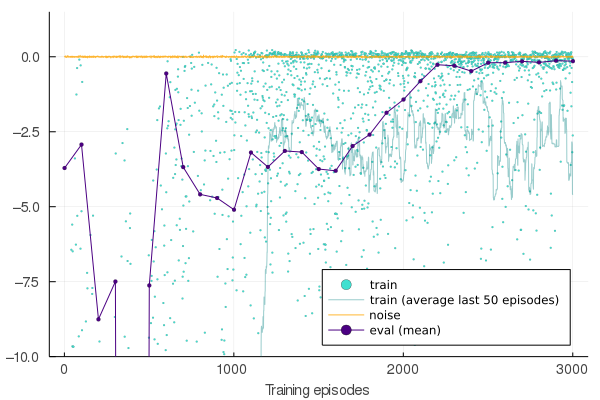 0.0
−2.5
−5.0
−7.5
−10.0
train
train (average last 50 episodes)
noise
eval (mean)
0 1000 2000 3000
Training episodes